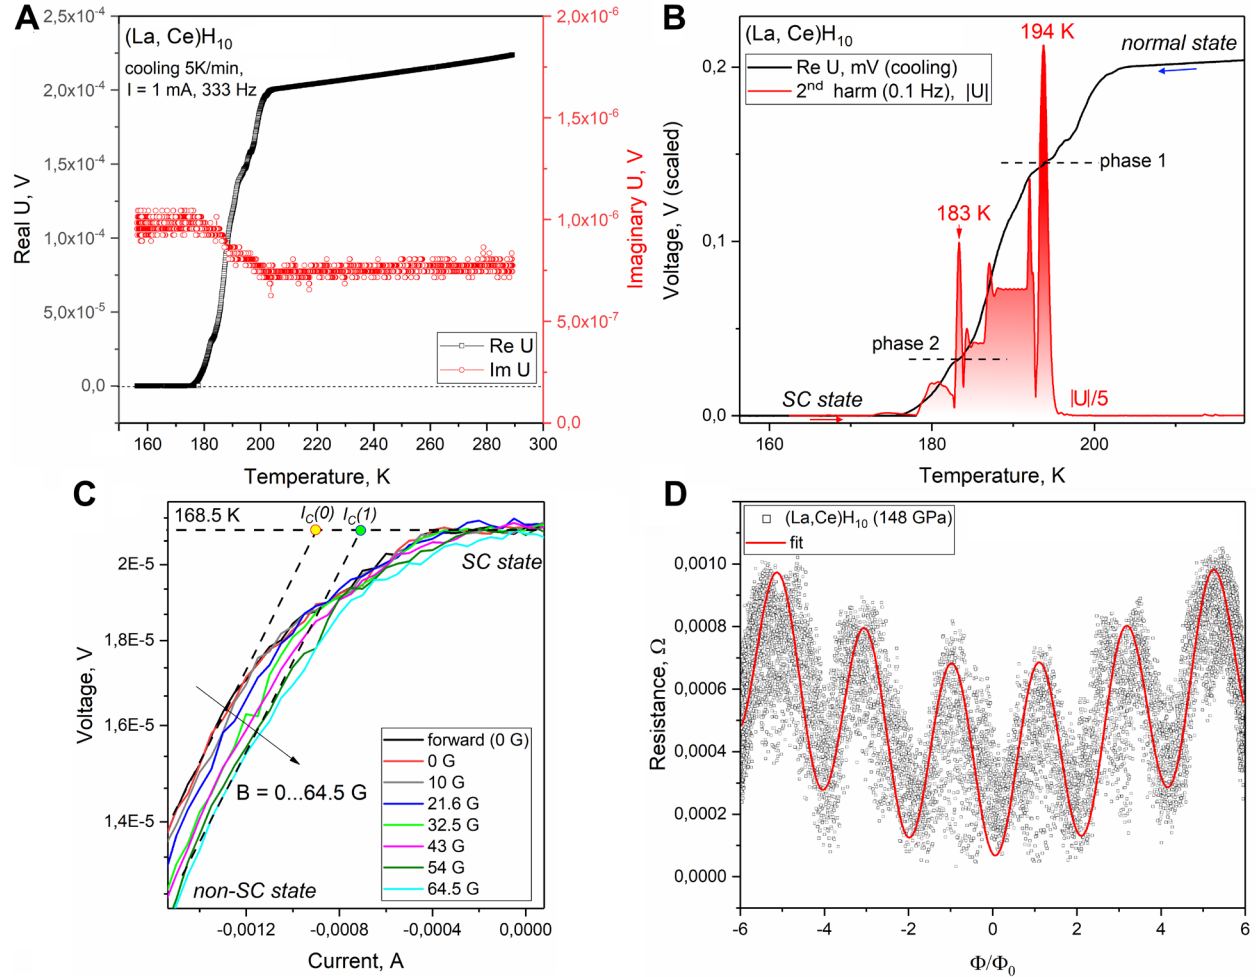 A
2,5x10⁻⁴
2,0x10⁻⁴
1,5x10⁻⁴
1,0x10⁻⁴
5,0x10⁻⁵
0,0
Real U, V
(La, Ce)H₁₀
cooling 5K/min,
I = 1 mA, 333 Hz
Re U
Im U
2,0x10⁻⁶
1,5x10⁻⁶
1,0x10⁻⁶
5,0x10⁻⁷
0,0
Imaginary U, V
160 180 200 220 240 260 280 300
Temperature, K
B
0,2
0,1
0,0
Voltage, V (scaled)
(La, Ce)H₁₀
Re U, mV (cooling)
2ⁿᵈ harm (0.1 Hz), |U|
194 K
normal state
phase 1
183 K
phase 2
SC state
|U|/5
160 180 200
Temperature, K
C
2E-5
1,8E-5
1,6E-5
1,4E-5
Voltage, V
168.5 K
I_C(0) I_C(1)
SC state
B = 0...64.5 G
non-SC state
forward (0 G)
0 G
10 G
21.6 G
32.5 G
43 G
54 G
64.5 G
-0,0012 -0,0008 -0,0004 0,0000
Current, A
D
0,0010
0,0008
0,0006
0,0004
0,0002
0,0000
Resistance, Ω
(La,Ce)H₁₀ (148 GPa)
fit
-6 -4 -2 0 2 4 6
Φ/Φ₀